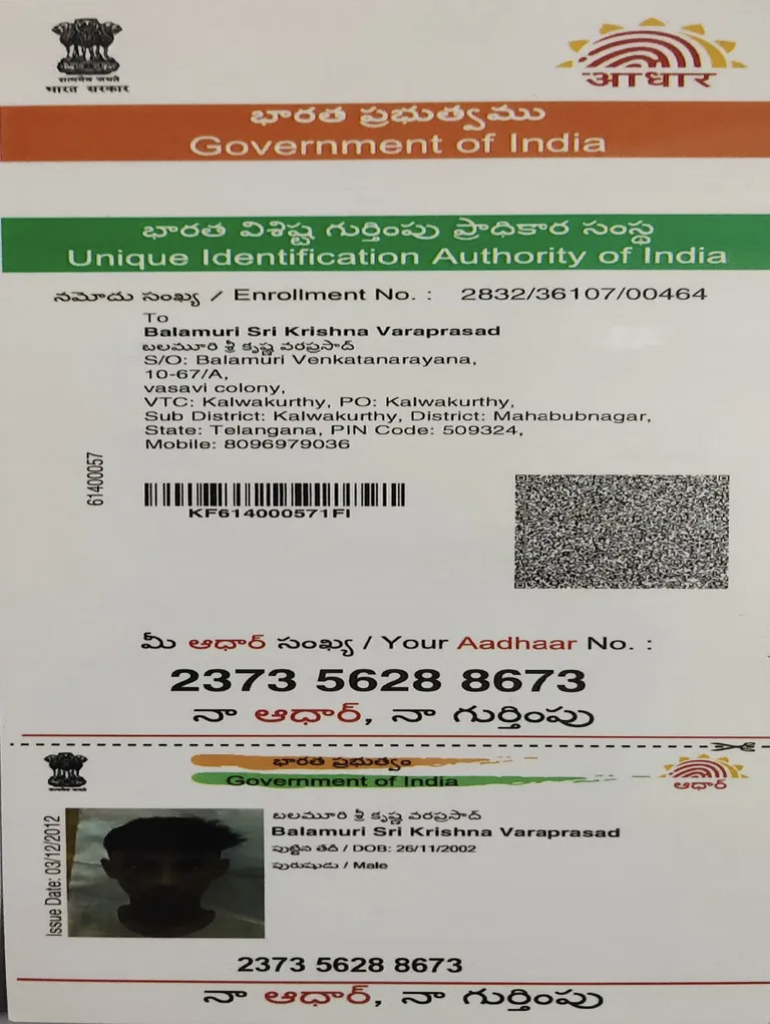 सत्यमेव जयते
भारत सरकार
आधार
భారత ప్రభుత్వము
Government of India
భారత విశిష్ట గుర్తింపు ప్రాధికార సంస్థ
Unique Identification Authority of India
నమోదు సంఖ్య / Enrollment No. : 2832/36107/00464
To
Balamuri Sri Krishna Varaprasad
బలమూరి శ్రీ కృష్ణ వరప్రసాద్
S/O: Balamuri Venkatanarayana,
10-67/A,
vasavi colony,
VTC: Kalwakurthy, PO: Kalwakurthy,
Sub District: Kalwakurthy, District: Mahabubnagar,
State: Telangana, PIN Code: 509324,
Mobile: 8096979036
61400057
KF614000571FI
మీ ఆధార్ సంఖ్య / Your Aadhaar No. :
2373 5628 8673
నా ఆధార్, నా గుర్తింపు
భారత ప్రభుత్వం
Government of India
ఆధార్
Issue Date: 03/12/2012
బలమూరి శ్రీ కృష్ణ వరప్రసాద్
Balamuri Sri Krishna Varaprasad
పుట్టిన తేదీ / DOB: 26/11/2002
పురుషుడు / Male
2373 5628 8673
నా ఆధార్, నా గుర్తింపు